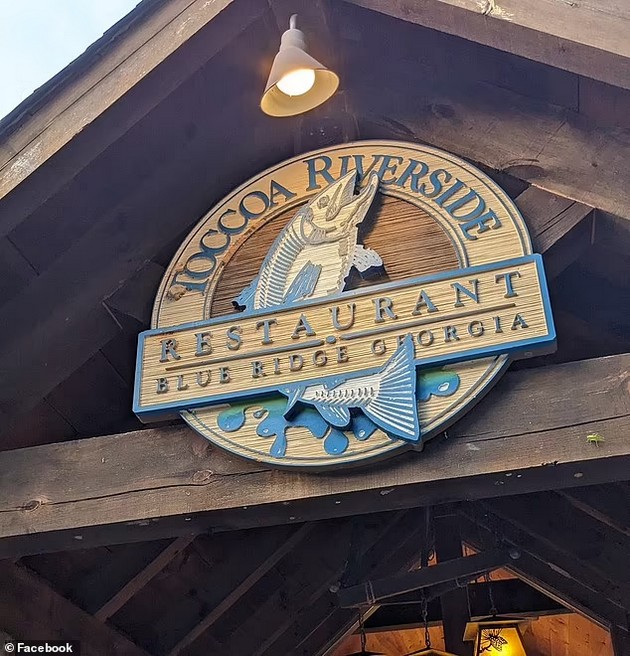 TOCCOA RIVERSIDE
RESTAURANT
BLUE RIDGE GEORGIA
© Facebook